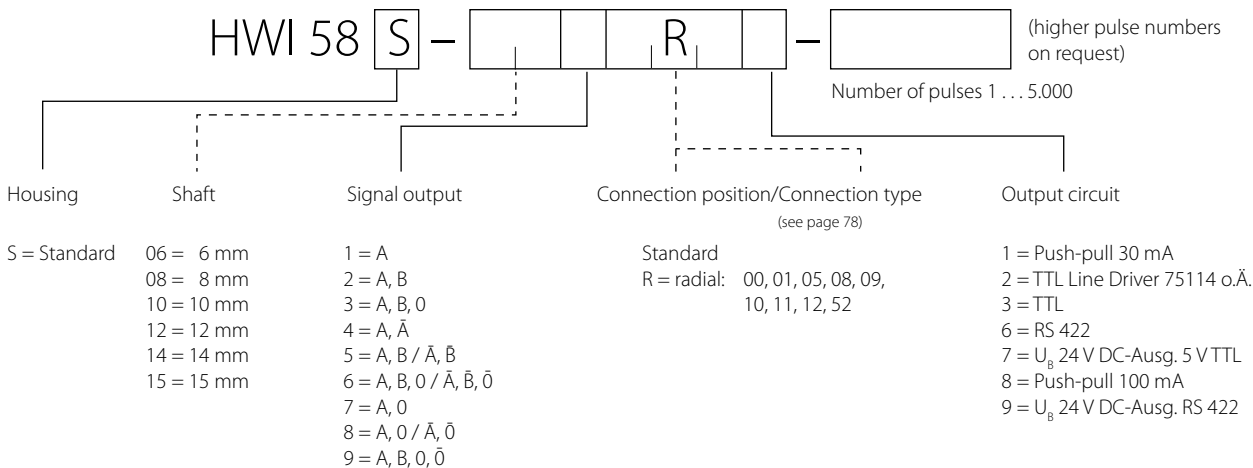 HWI 58 S – R –
(higher pulse numbers
on request)
Number of pulses 1 . . . 5.000
Housing
S = Standard
Shaft
06 = 6 mm
08 = 8 mm
10 = 10 mm
12 = 12 mm
14 = 14 mm
15 = 15 mm
Signal output
1 = A
2 = A, B
3 = A, B, 0
4 = A, Ā
5 = A, B / Ā, B̄
6 = A, B, 0 / Ā, B̄, 0̄
7 = A, 0
8 = A, 0 / Ā, 0̄
9 = A, B, 0, 0̄
Connection position/Connection type
(see page 78)
Standard
R = radial: 00, 01, 05, 08, 09,
10, 11, 12, 52
Output circuit
1 = Push-pull 30 mA
2 = TTL Line Driver 75114 o.Ä.
3 = TTL
6 = RS 422
7 = U_B 24 V DC-Ausg. 5 V TTL
8 = Push-pull 100 mA
9 = U_B 24 V DC-Ausg. RS 422